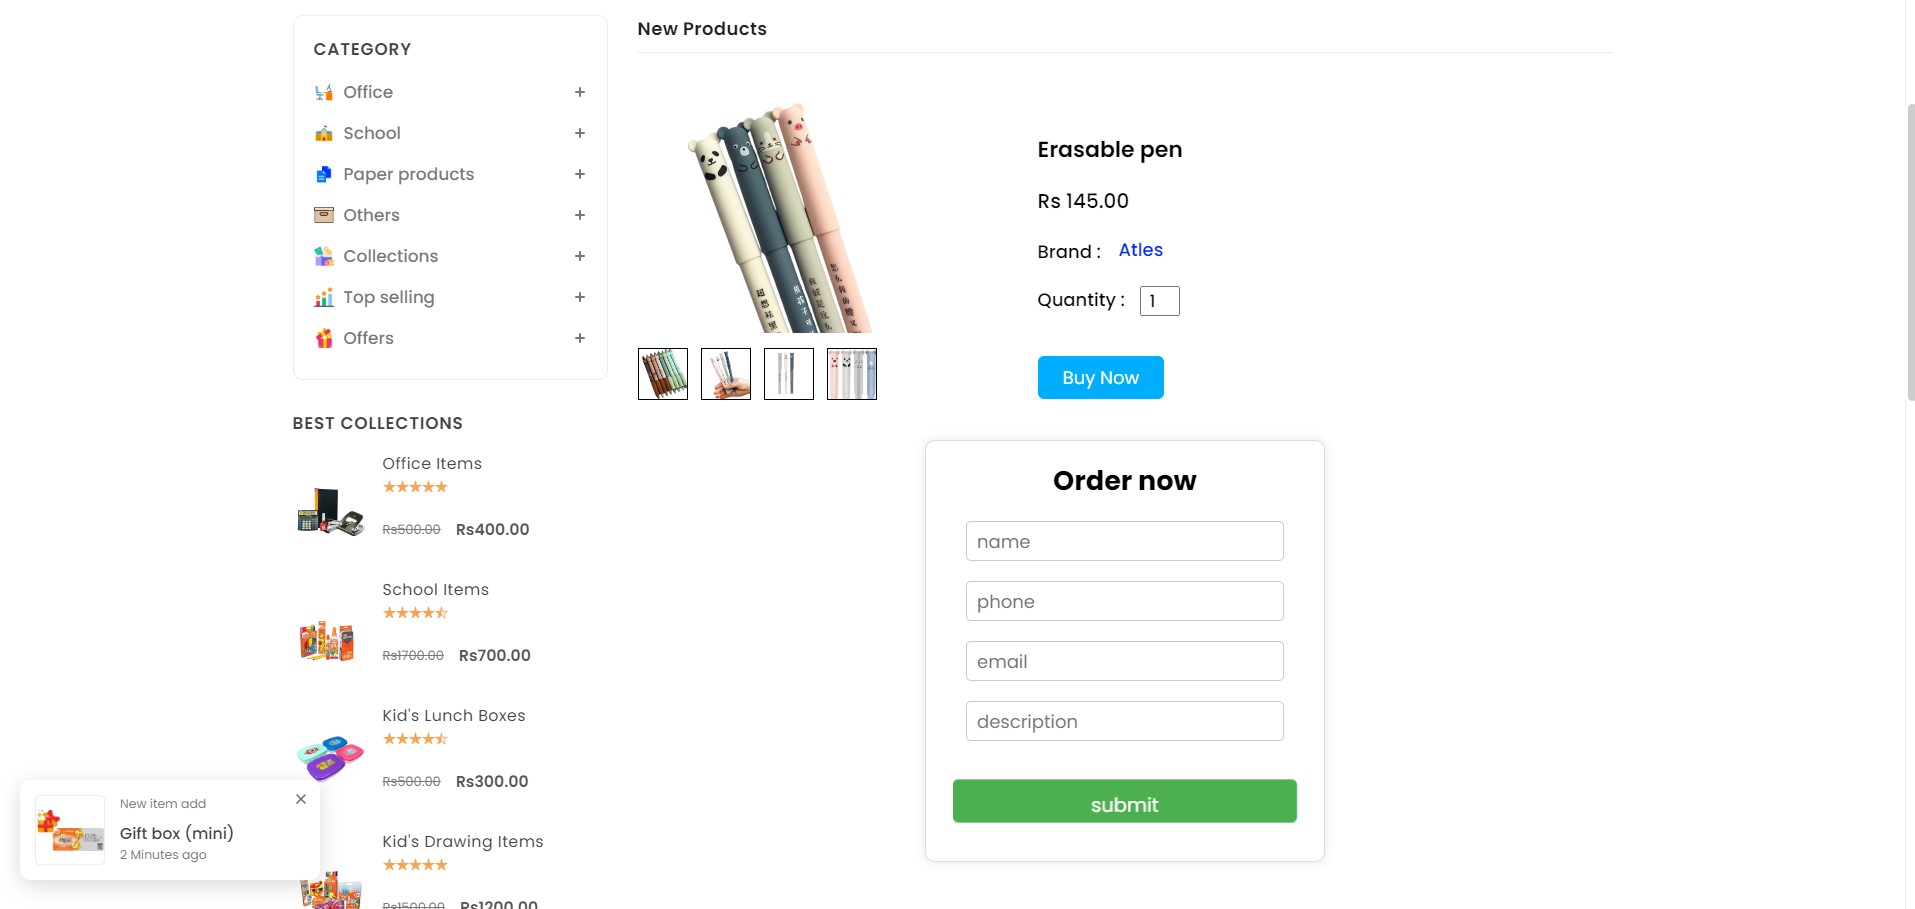 CATEGORY
Office +
School +
Paper products +
Others +
Collections +
Top selling +
Offers +
BEST COLLECTIONS
Office Items
Rs500.00 Rs400.00
School Items
Rs1700.00 Rs700.00
Kid's Lunch Boxes
Rs500.00 Rs300.00
Kid's Drawing Items
Rs1500.00 Rs1200.00
New item add
Gift box (mini)
2 Minutes ago
New Products
Erasable pen
Rs 145.00
Brand : Atles
Quantity : 1
Buy Now
Order now
name
phone
email
description
submit